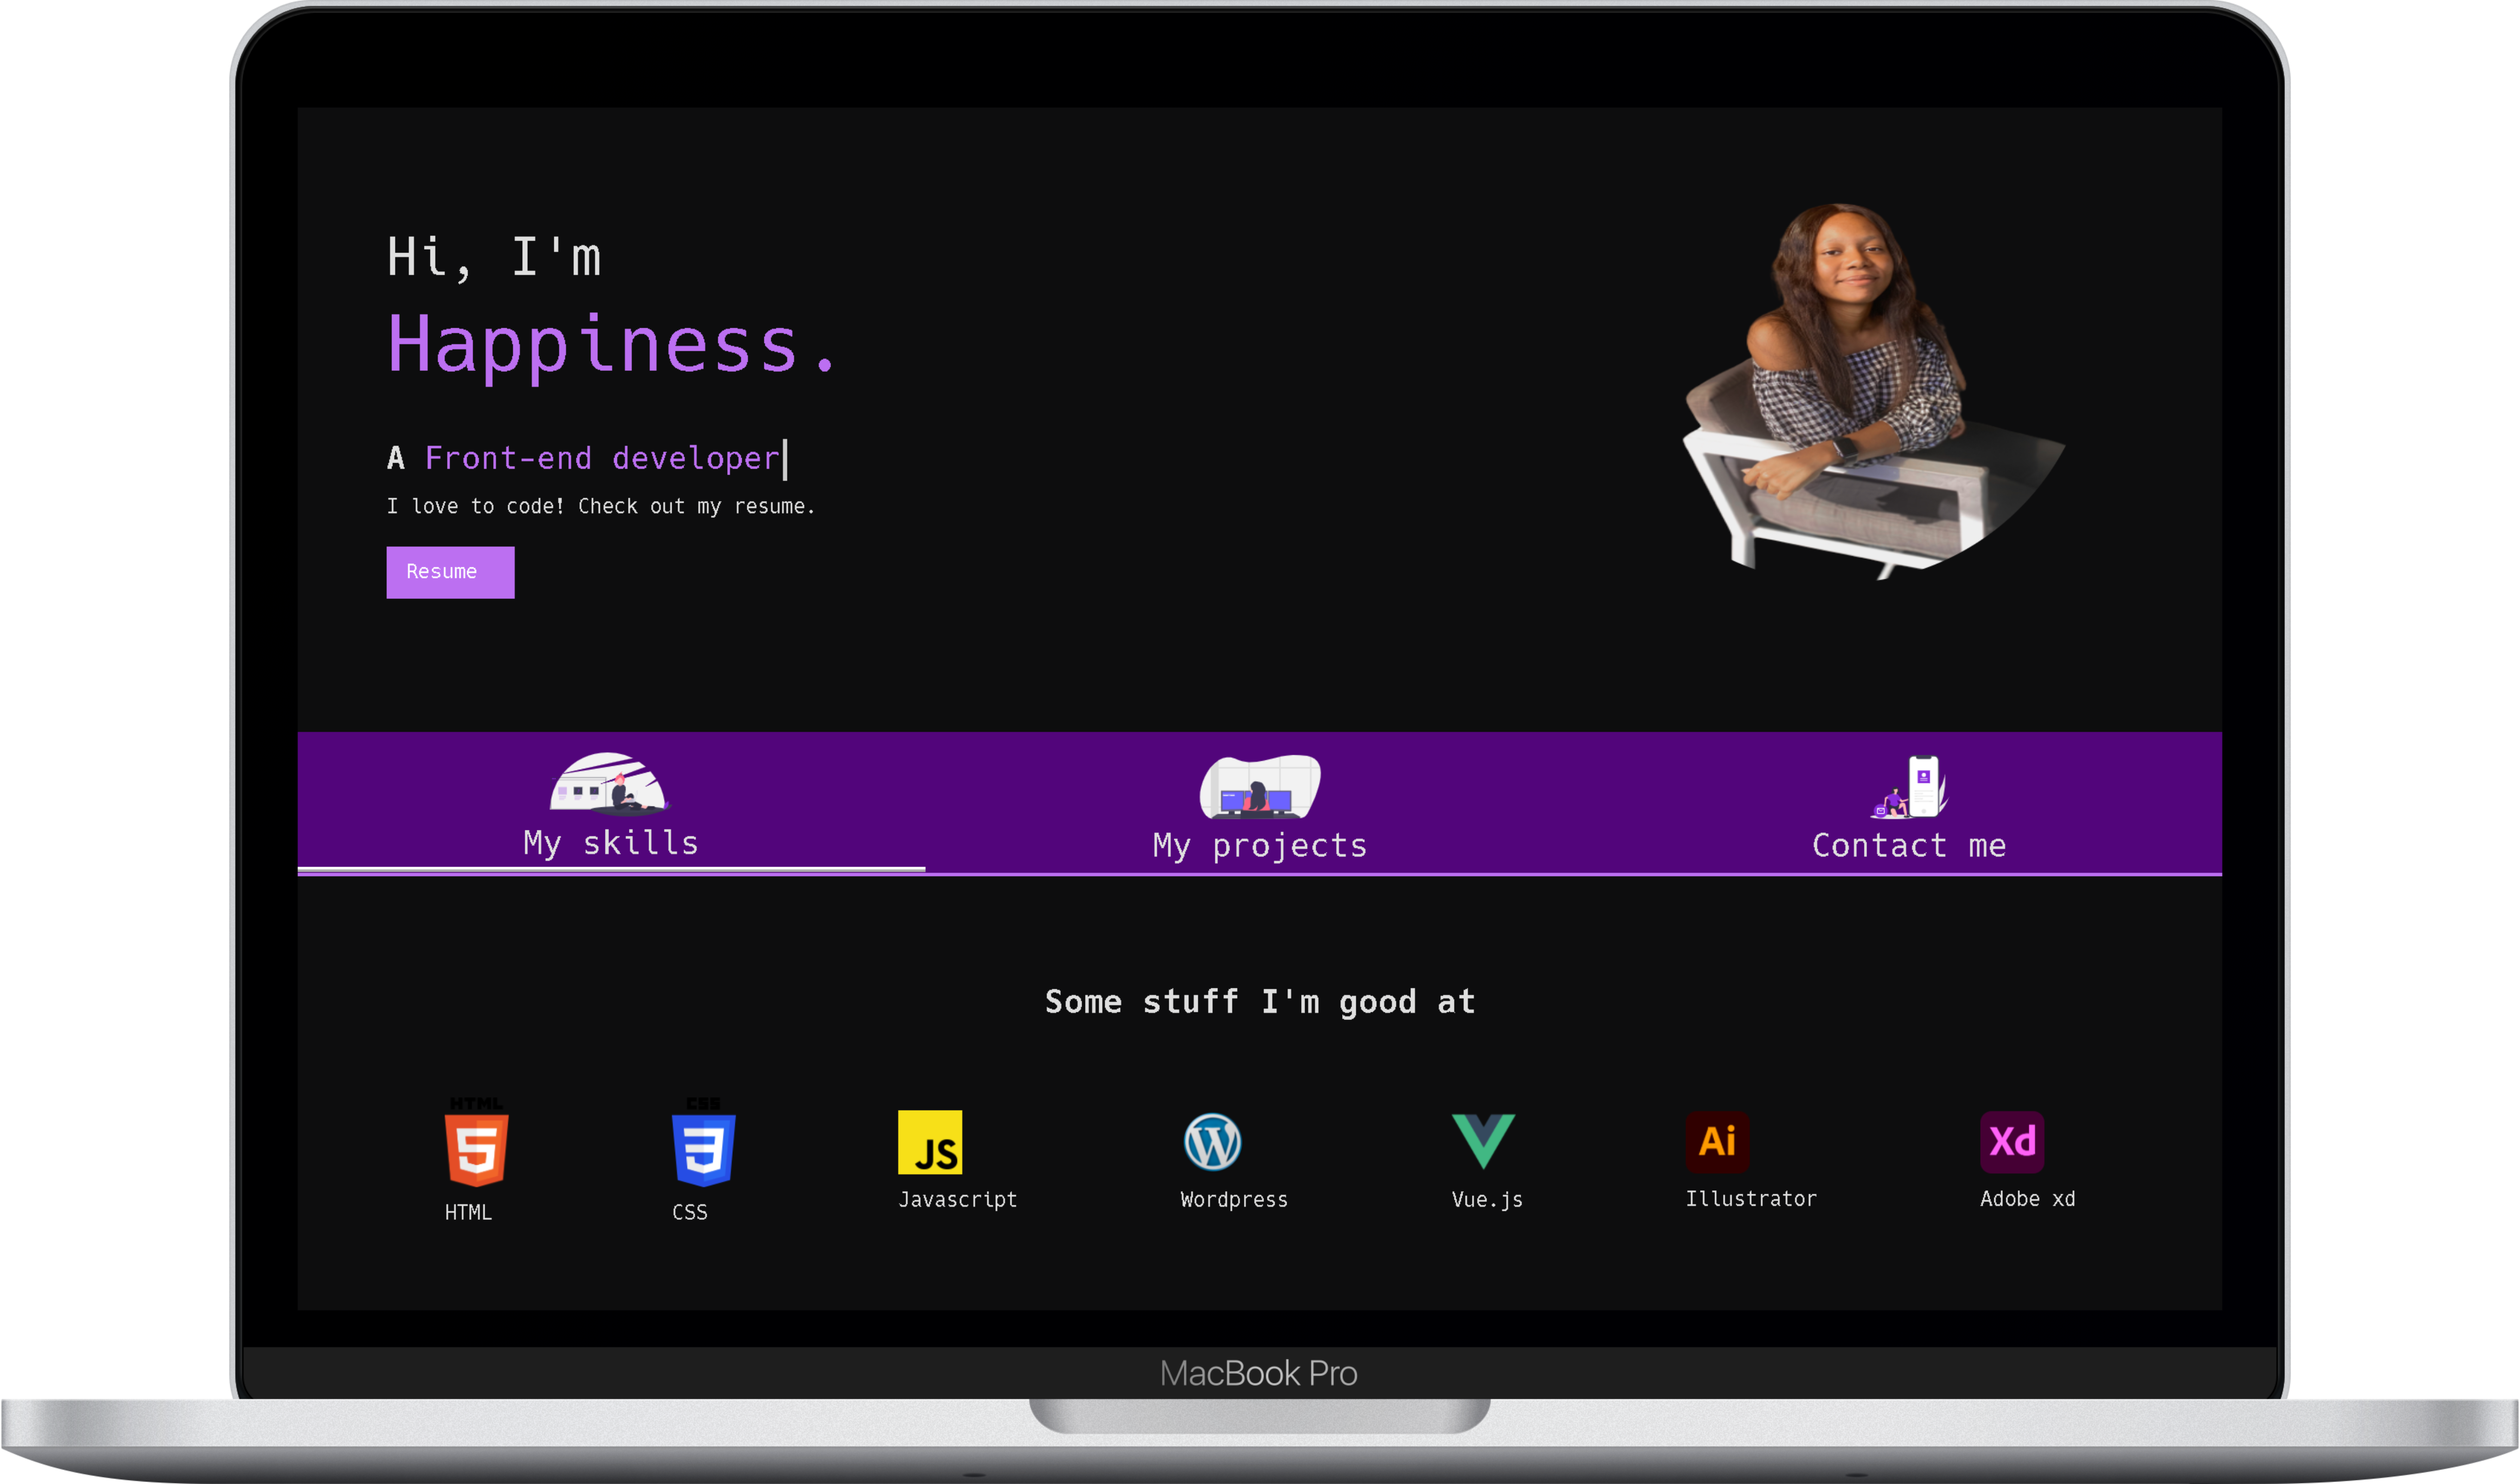 Hi, I'm
Happiness.
A Front-end developer
I love to code! Check out my resume.
Resume
My skills
My projects
Contact me
Some stuff I'm good at
HTML
CSS
JS
Ai
Xd
HTML
CSS
Javascript
Wordpress
Vue.js
Illustrator
Adobe xd
MacBook Pro